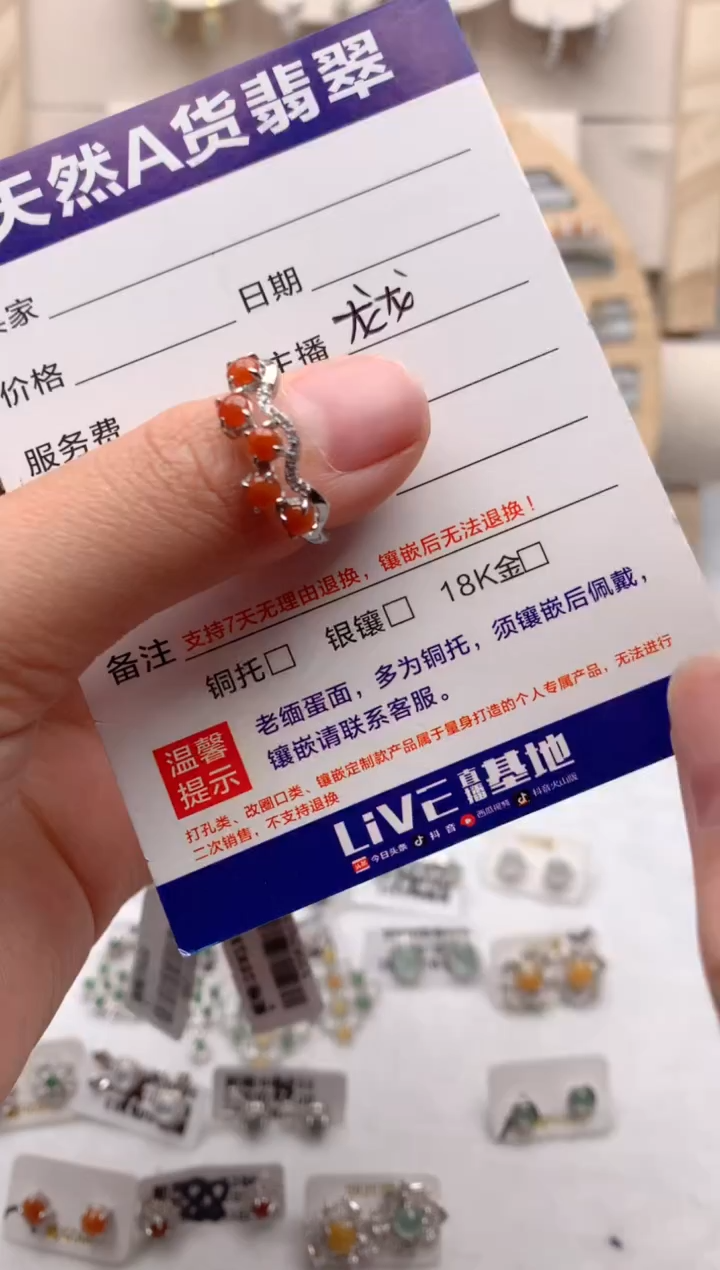 天然A货翡翠
家
日期
价格
主播 龙龙
服务费
备注 支持7天无理由退换，镶嵌后无法退换！
铜托□ 银镶□ 18K金□
温馨提示
老缅蛋面，多为铜托，须镶嵌后佩戴，
镶嵌请联系客服。
打孔类、改圈口类、镶嵌定制款产品属于量身打造的个人专属产品，无法进行
二次销售，不支持退换
LiVE 直播基地
头条 今日头条 抖音 西瓜视频 抖音火山版